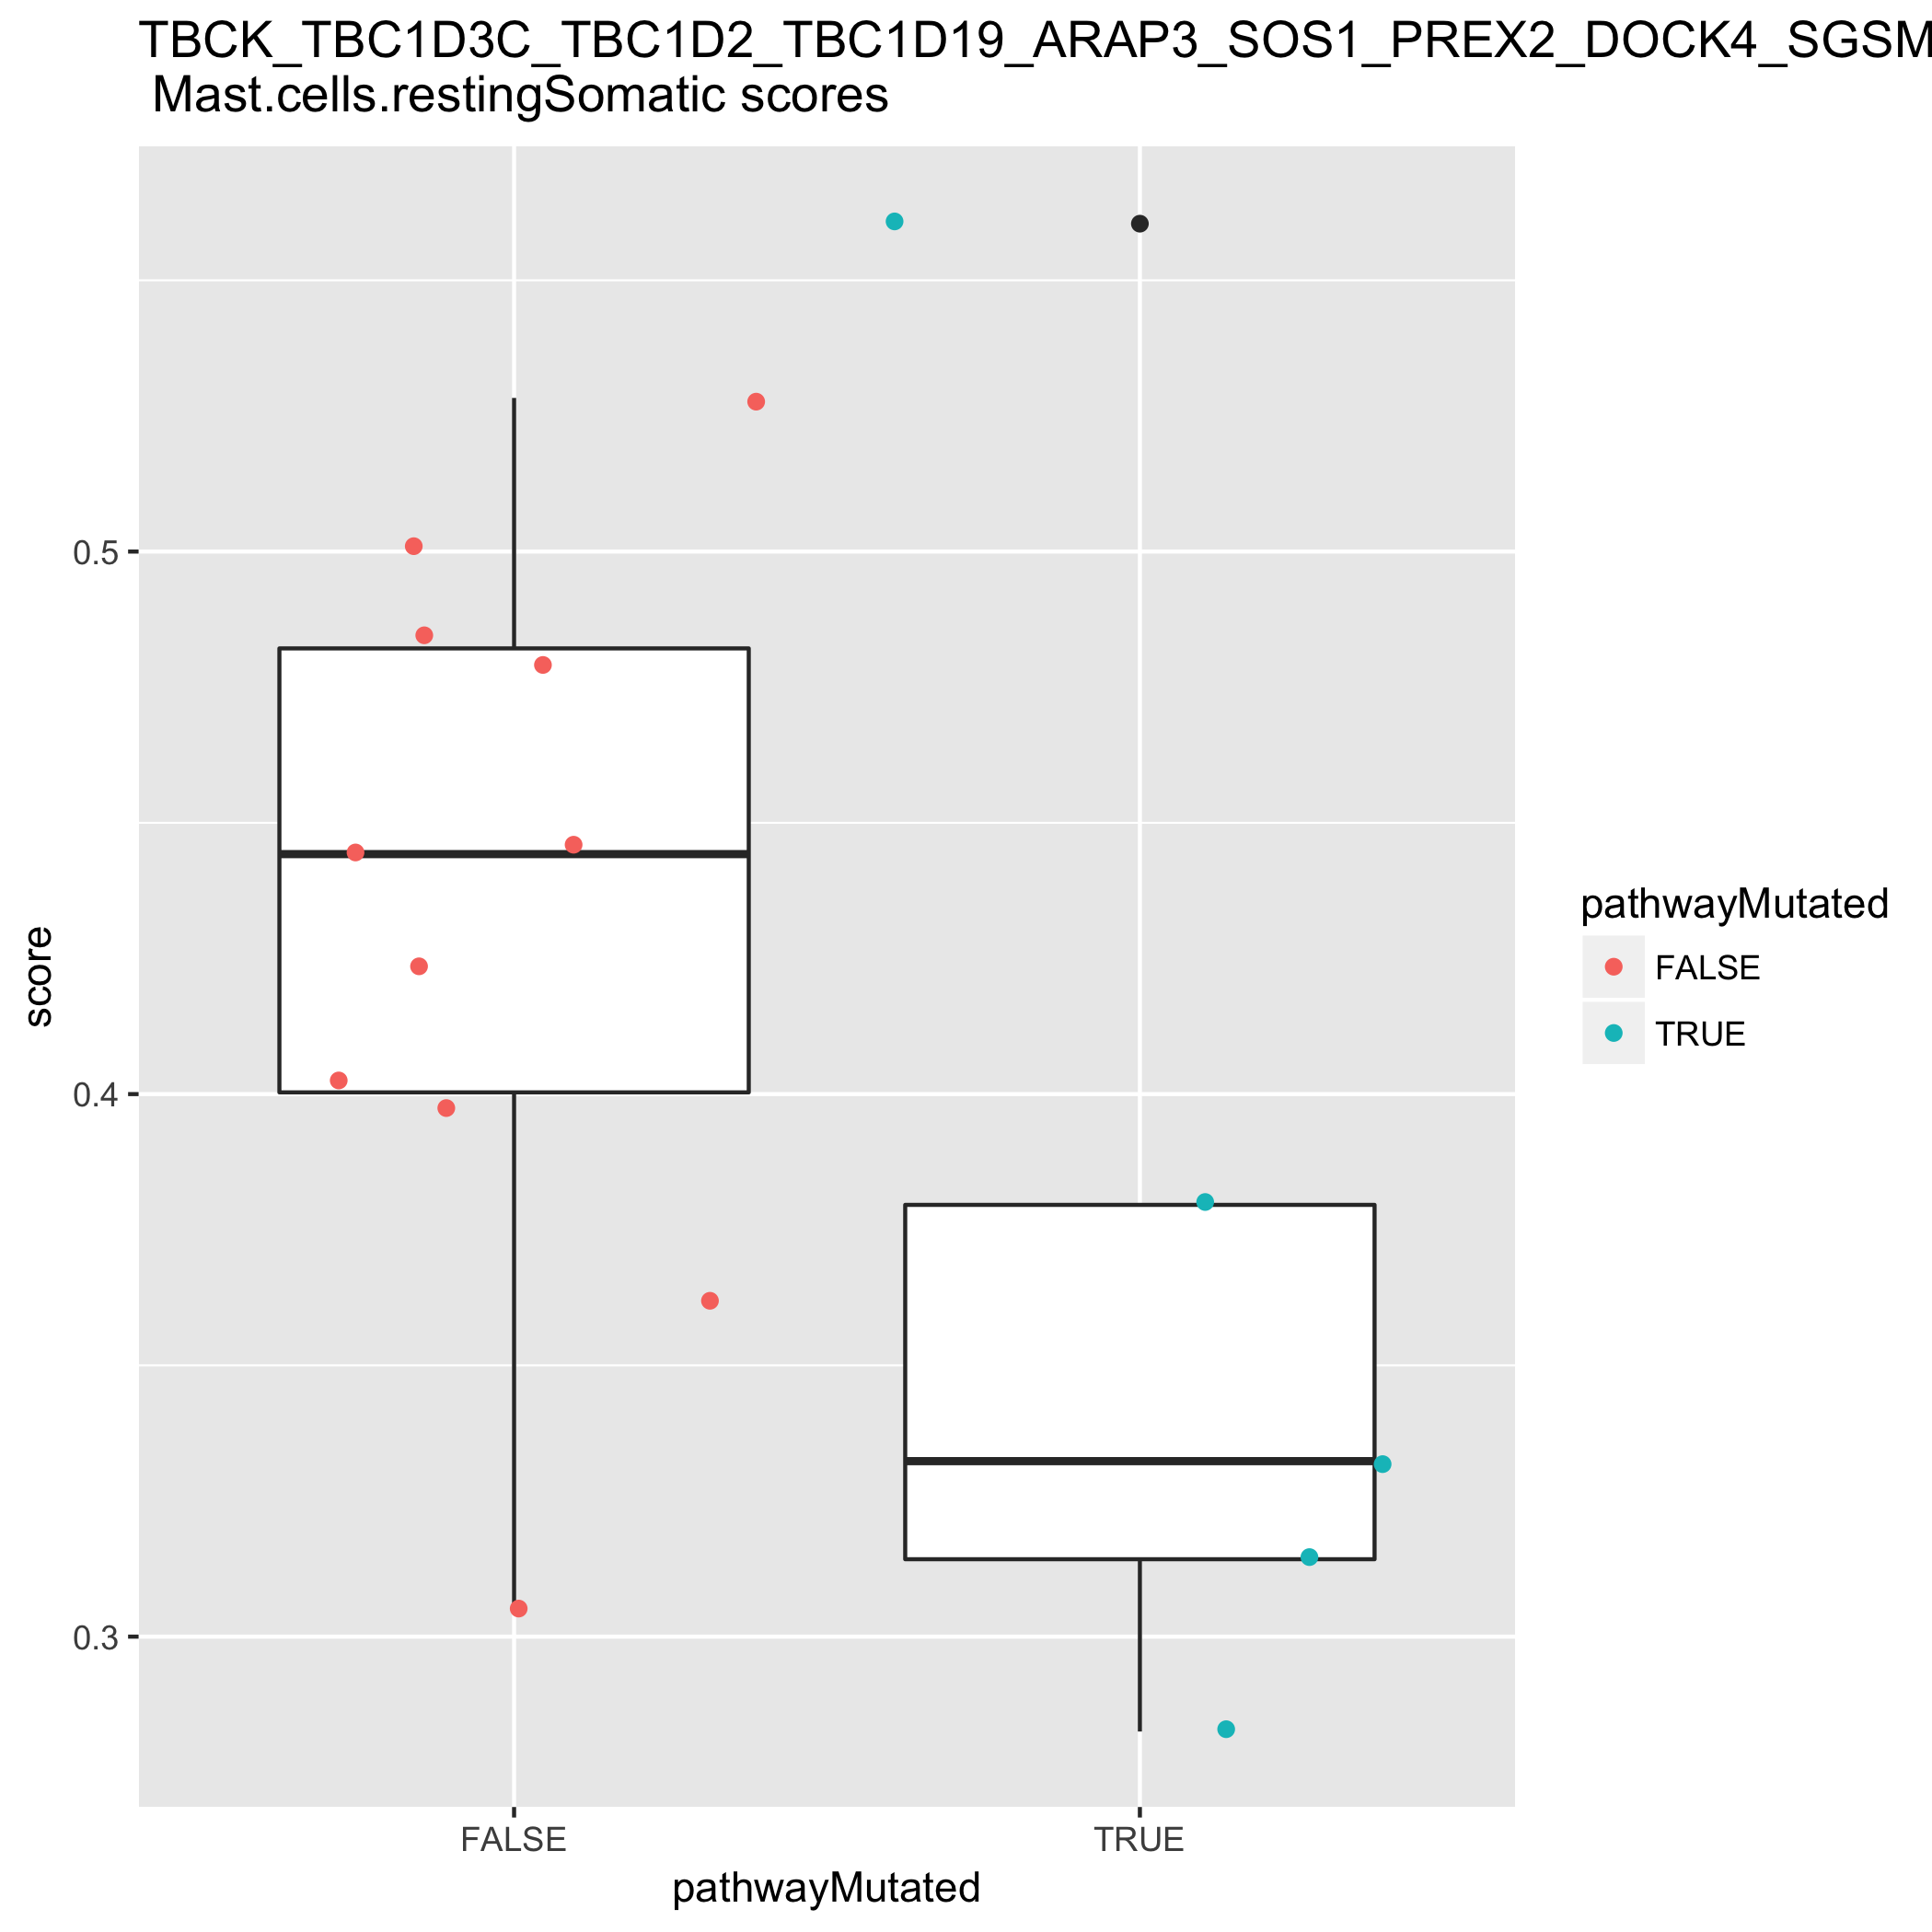 TBCK_TBC1D3C_TBC1D2_TBC1D19_ARAP3_SOS1_PREX2_DOCK4_SGSM
Mast.cells.restingSomatic scores
0.5
0.4
0.3
score
FALSE
TRUE
pathwayMutated
pathwayMutated
FALSE
TRUE